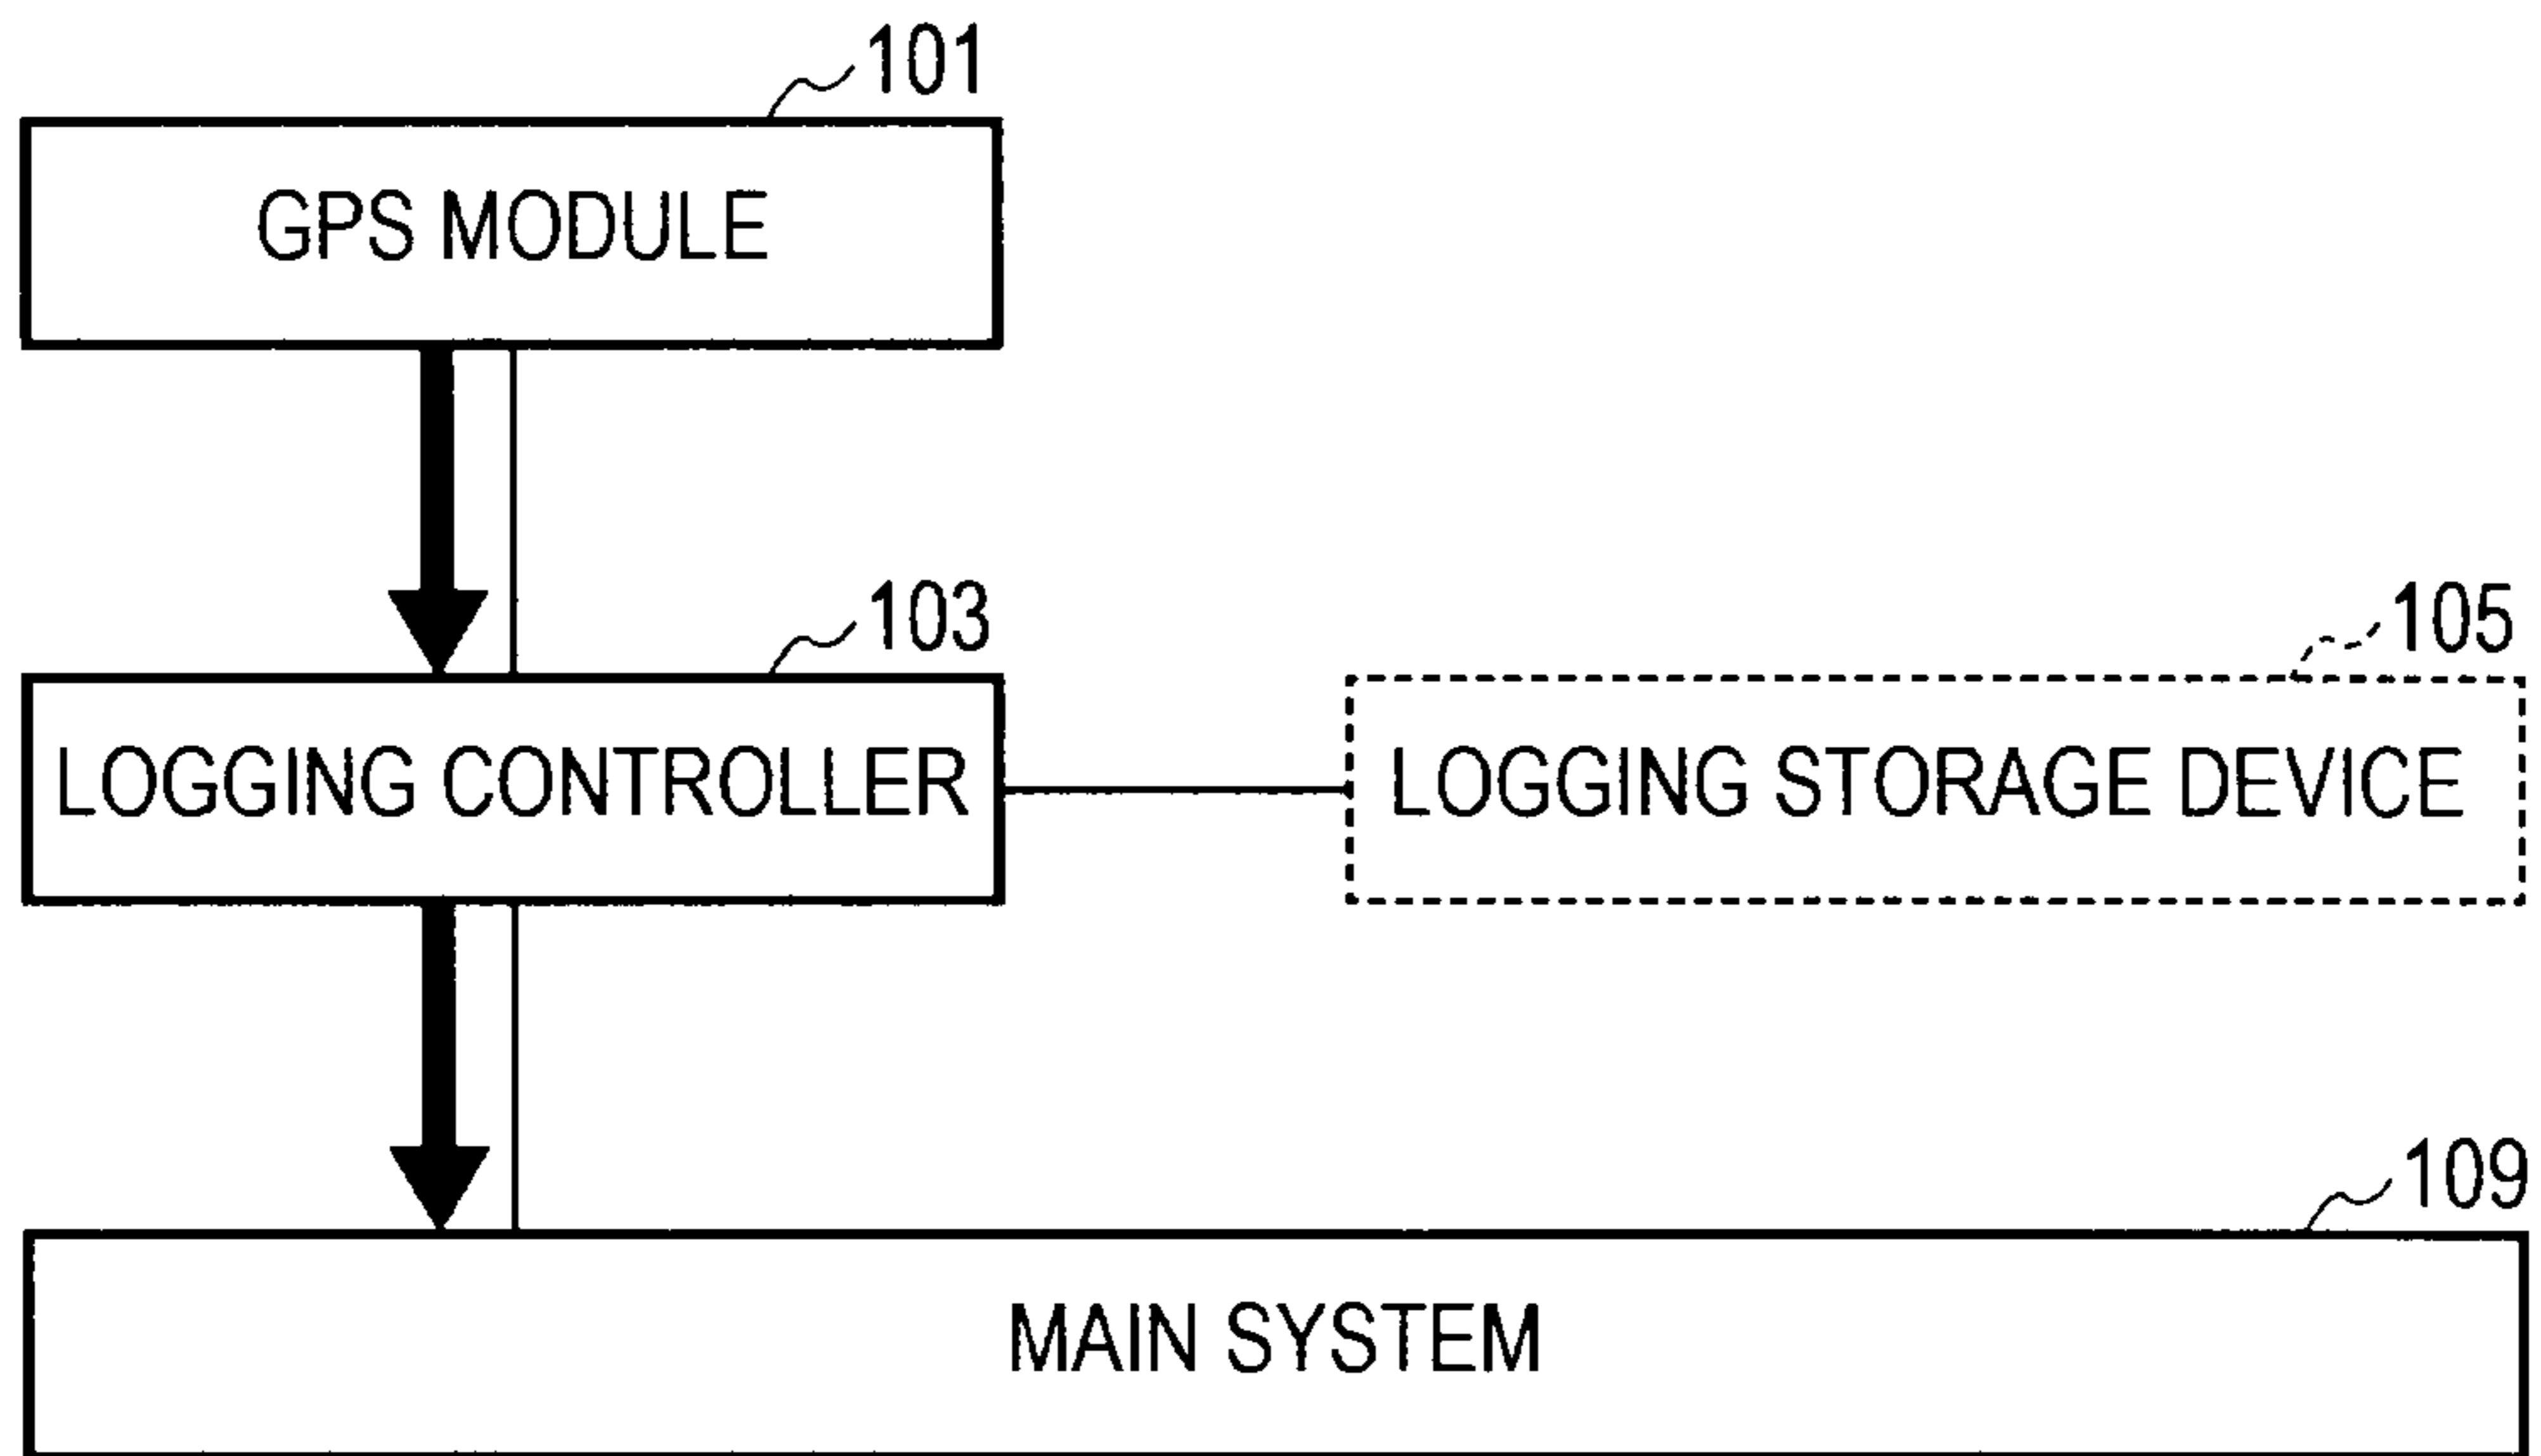 101
GPS MODULE
103
LOGGING CONTROLLER
105
LOGGING STORAGE DEVICE
109
MAIN SYSTEM